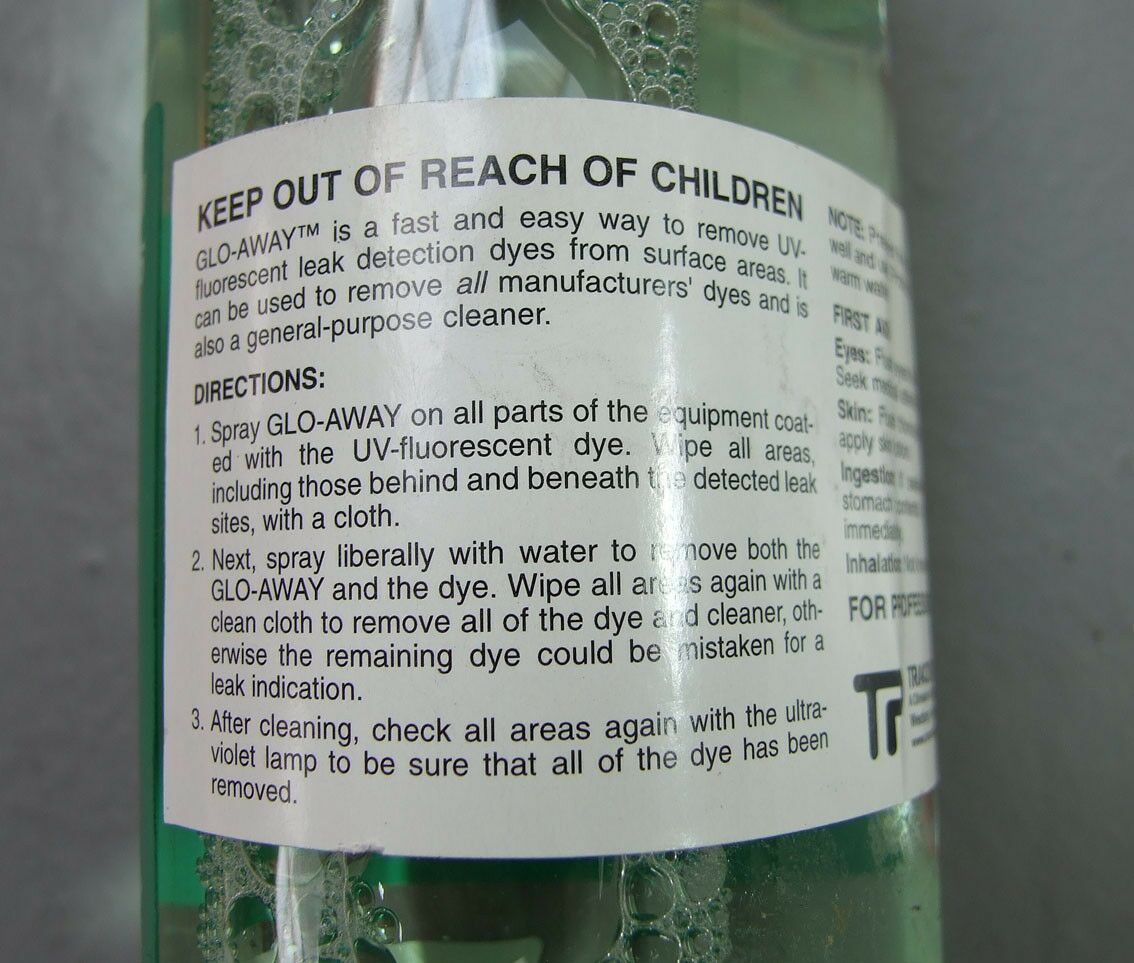 KEEP OUT OF REACH OF CHILDREN
GLO-AWAY™ is a fast and easy way to remove UV-
fluorescent leak detection dyes from surface areas. It
can be used to remove all manufacturers' dyes and is
also a general-purpose cleaner.
DIRECTIONS:
1. Spray GLO-AWAY on all parts of the equipment coat-
ed with the UV-fluorescent dye. Wipe all areas,
including those behind and beneath the detected leak
sites, with a cloth.
2. Next, spray liberally with water to remove both the
GLO-AWAY and the dye. Wipe all areas again with a
clean cloth to remove all of the dye and cleaner, oth-
erwise the remaining dye could be mistaken for a
leak indication.
3. After cleaning, check all areas again with the ultra-
violet lamp to be sure that all of the dye has been
removed.
NOTE:
well and
warm
FIRST
Eyes:
Seek
Skin:
apply
stomach
FOR